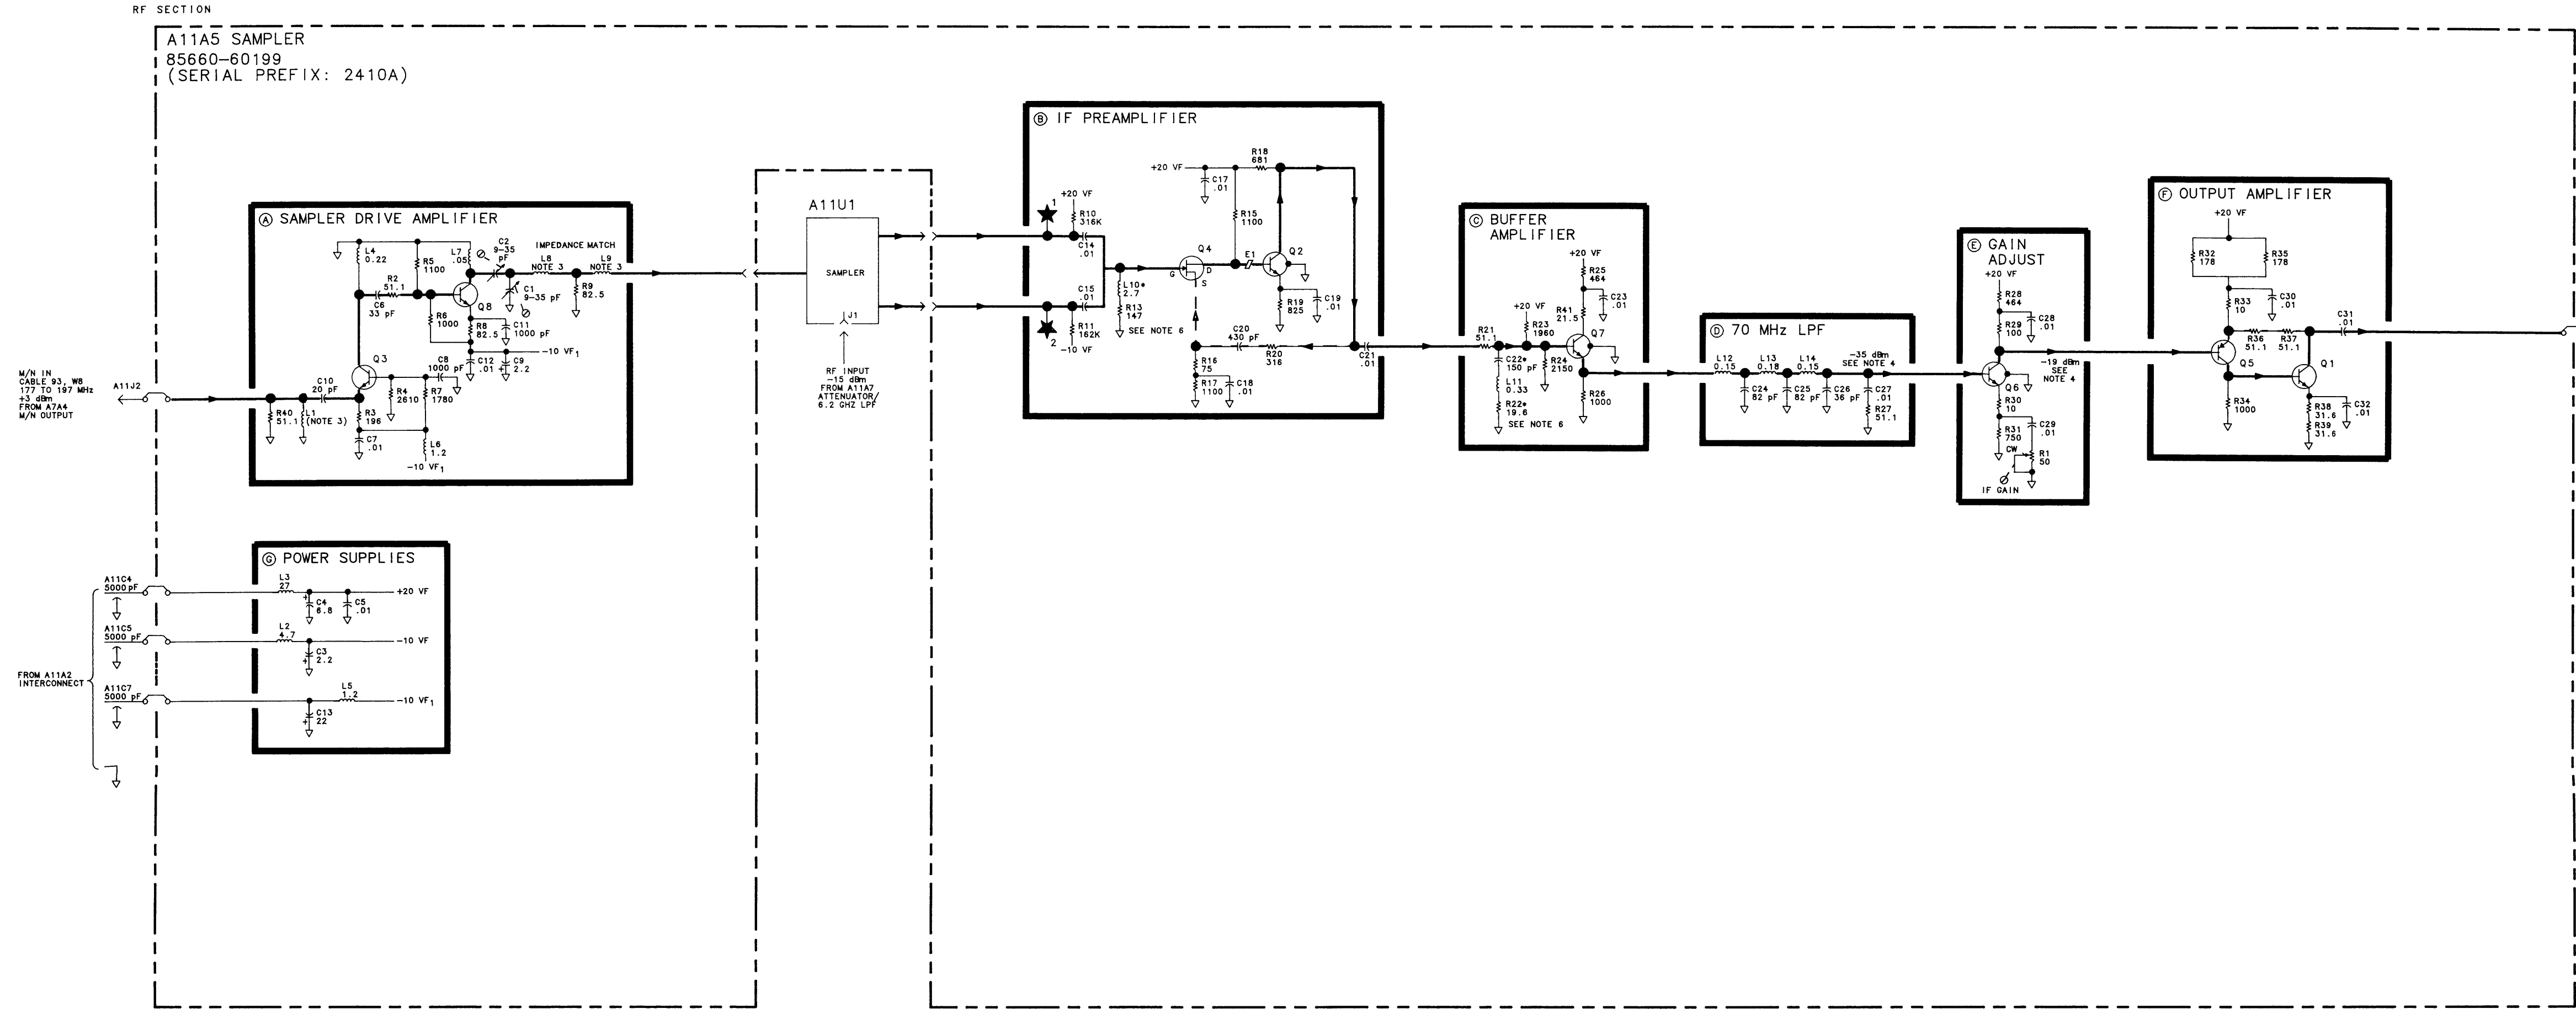 RF SECTION
A11A5 SAMPLER
85660-60199
(SERIAL PREFIX: 2410A)
M/N IN
CABLE 93, W8
177 TO 197 MHz
+3 dBm
FROM A7A4
M/N OUTPUT
A11J2
A SAMPLER DRIVE AMPLIFIER
L4
0.22
R5
1100
L7
.05
C2
9-35
pF
IMPEDANCE MATCH
L8
NOTE 3
L9
NOTE 3
R2
51.1
C6
33 pF
Q8
C1
9-35 pF
R9
82.5
R6
1000
R8
82.5
C11
1000 pF
-10 VF1
Q3
C8
1000 pF
C12
.01
C9
2.2
+
C10
20 pF
R4
2610
R7
1780
R40
51.1
L1
(NOTE 3)
R3
196
C7
.01
L6
1.2
-10 VF1
A11U1
SAMPLER
J1
RF INPUT
-15 dBm
FROM A11A7
ATTENUATOR/
6.2 GHZ LPF
B IF PREAMPLIFIER
1
+20 VF
R10
316K
C14
.01
C15
.01
2
R11
162K
-10 VF
+20 VF
C17
.01
R18
681
R15
1100
Q4
G
D
S
E1
Q2
L10*
2.7
R13
147
SEE NOTE 6
R19
825
C19
.01
C20
430 pF
R20
316
C21
.01
R16
75
R17
1100
C18
.01
C BUFFER
AMPLIFIER
+20 VF
R25
464
C23
.01
R41
21.5
+20 VF
R23
1960
R21
51.1
Q7
C22*
150 pF
R24
2150
L11
0.33
R22*
19.6
SEE NOTE 6
R26
1000
D 70 MHz LPF
L12
0.15
L13
0.18
L14
0.15
-35 dBm
SEE NOTE 4
C24
82 pF
C25
82 pF
C26
36 pF
C27
.01
R27
51.1
E GAIN
ADJUST
+20 VF
R28
464
R29
100
C28
.01
-19 dBm
SEE
NOTE 4
Q6
R30
10
R31
750
C29
.01
CW
R1
50
IF GAIN
F OUTPUT AMPLIFIER
+20 VF
R32
178
R35
178
R33
10
C30
.01
C31
.01
R36
51.1
R37
51.1
Q5
Q1
R34
1000
R38
31.6
R39
31.6
C32
.01
G POWER SUPPLIES
A11C4
5000 pF
L3
27
+20 VF
+
C4
6.8
C5
.01
A11C5
5000 pF
L2
4.7
-10 VF
+
C3
2.2
FROM A11A2
INTERCONNECT
A11C7
5000 pF
L5
1.2
-10 VF1
+
C13
22